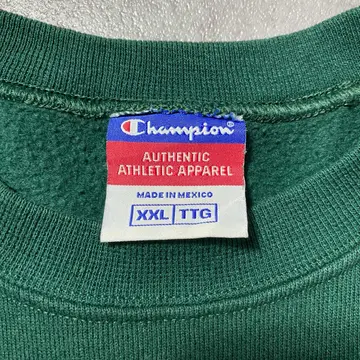 Champion®
AUTHENTIC
ATHLETIC APPAREL
MADE IN MEXICO
XXL TTG